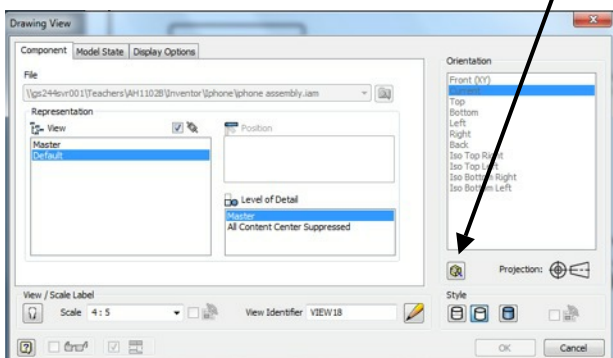 Drawing View
Component Model State Display Options
File
\\gs244svr001\Teachers\AH1102B\Inventor\Iphone\iphone assembly.iam
Representation
View
Master
Default
Position
Level of Detail
Master
All Content Center Suppressed
Orientation
Front (XY)
Current
Top
Bottom
Left
Right
Back
Iso Top Right
Iso Top Left
Iso Bottom Right
Iso Bottom Left
Projection:
View / Scale Label
Scale 4:5
View Identifier VIEW18
Style
OK Cancel